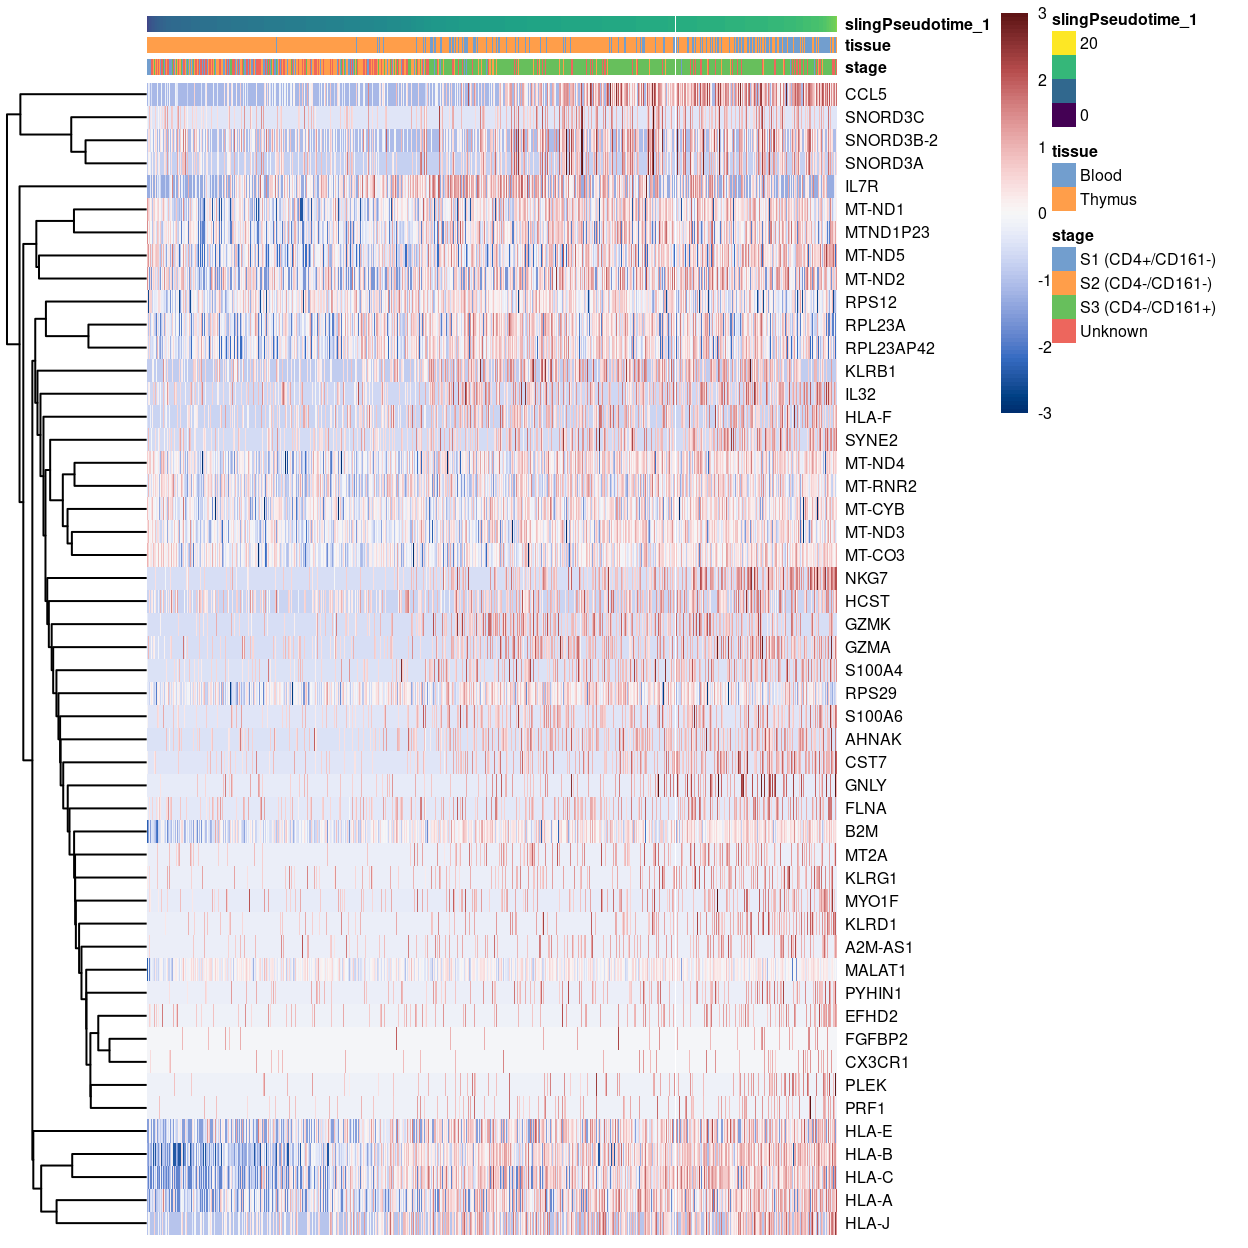 slingPseudotime_1
tissue
stage
CCL5
SNORD3C
SNORD3B-2
SNORD3A
IL7R
MT-ND1
MTND1P23
MT-ND5
MT-ND2
RPS12
RPL23A
RPL23AP42
KLRB1
IL32
HLA-F
SYNE2
MT-ND4
MT-RNR2
MT-CYB
MT-ND3
MT-CO3
NKG7
HCST
GZMK
GZMA
S100A4
RPS29
S100A6
AHNAK
CST7
GNLY
FLNA
B2M
MT2A
KLRG1
MYO1F
KLRD1
A2M-AS1
MALAT1
PYHIN1
EFHD2
FGFBP2
CX3CR1
PLEK
PRF1
HLA-E
HLA-B
HLA-C
HLA-A
HLA-J
3
2
1
0
-1
-2
-3
slingPseudotime_1
20
0
tissue
Blood
Thymus
stage
S1 (CD4+/CD161-)
S2 (CD4-/CD161-)
S3 (CD4-/CD161+)
Unknown